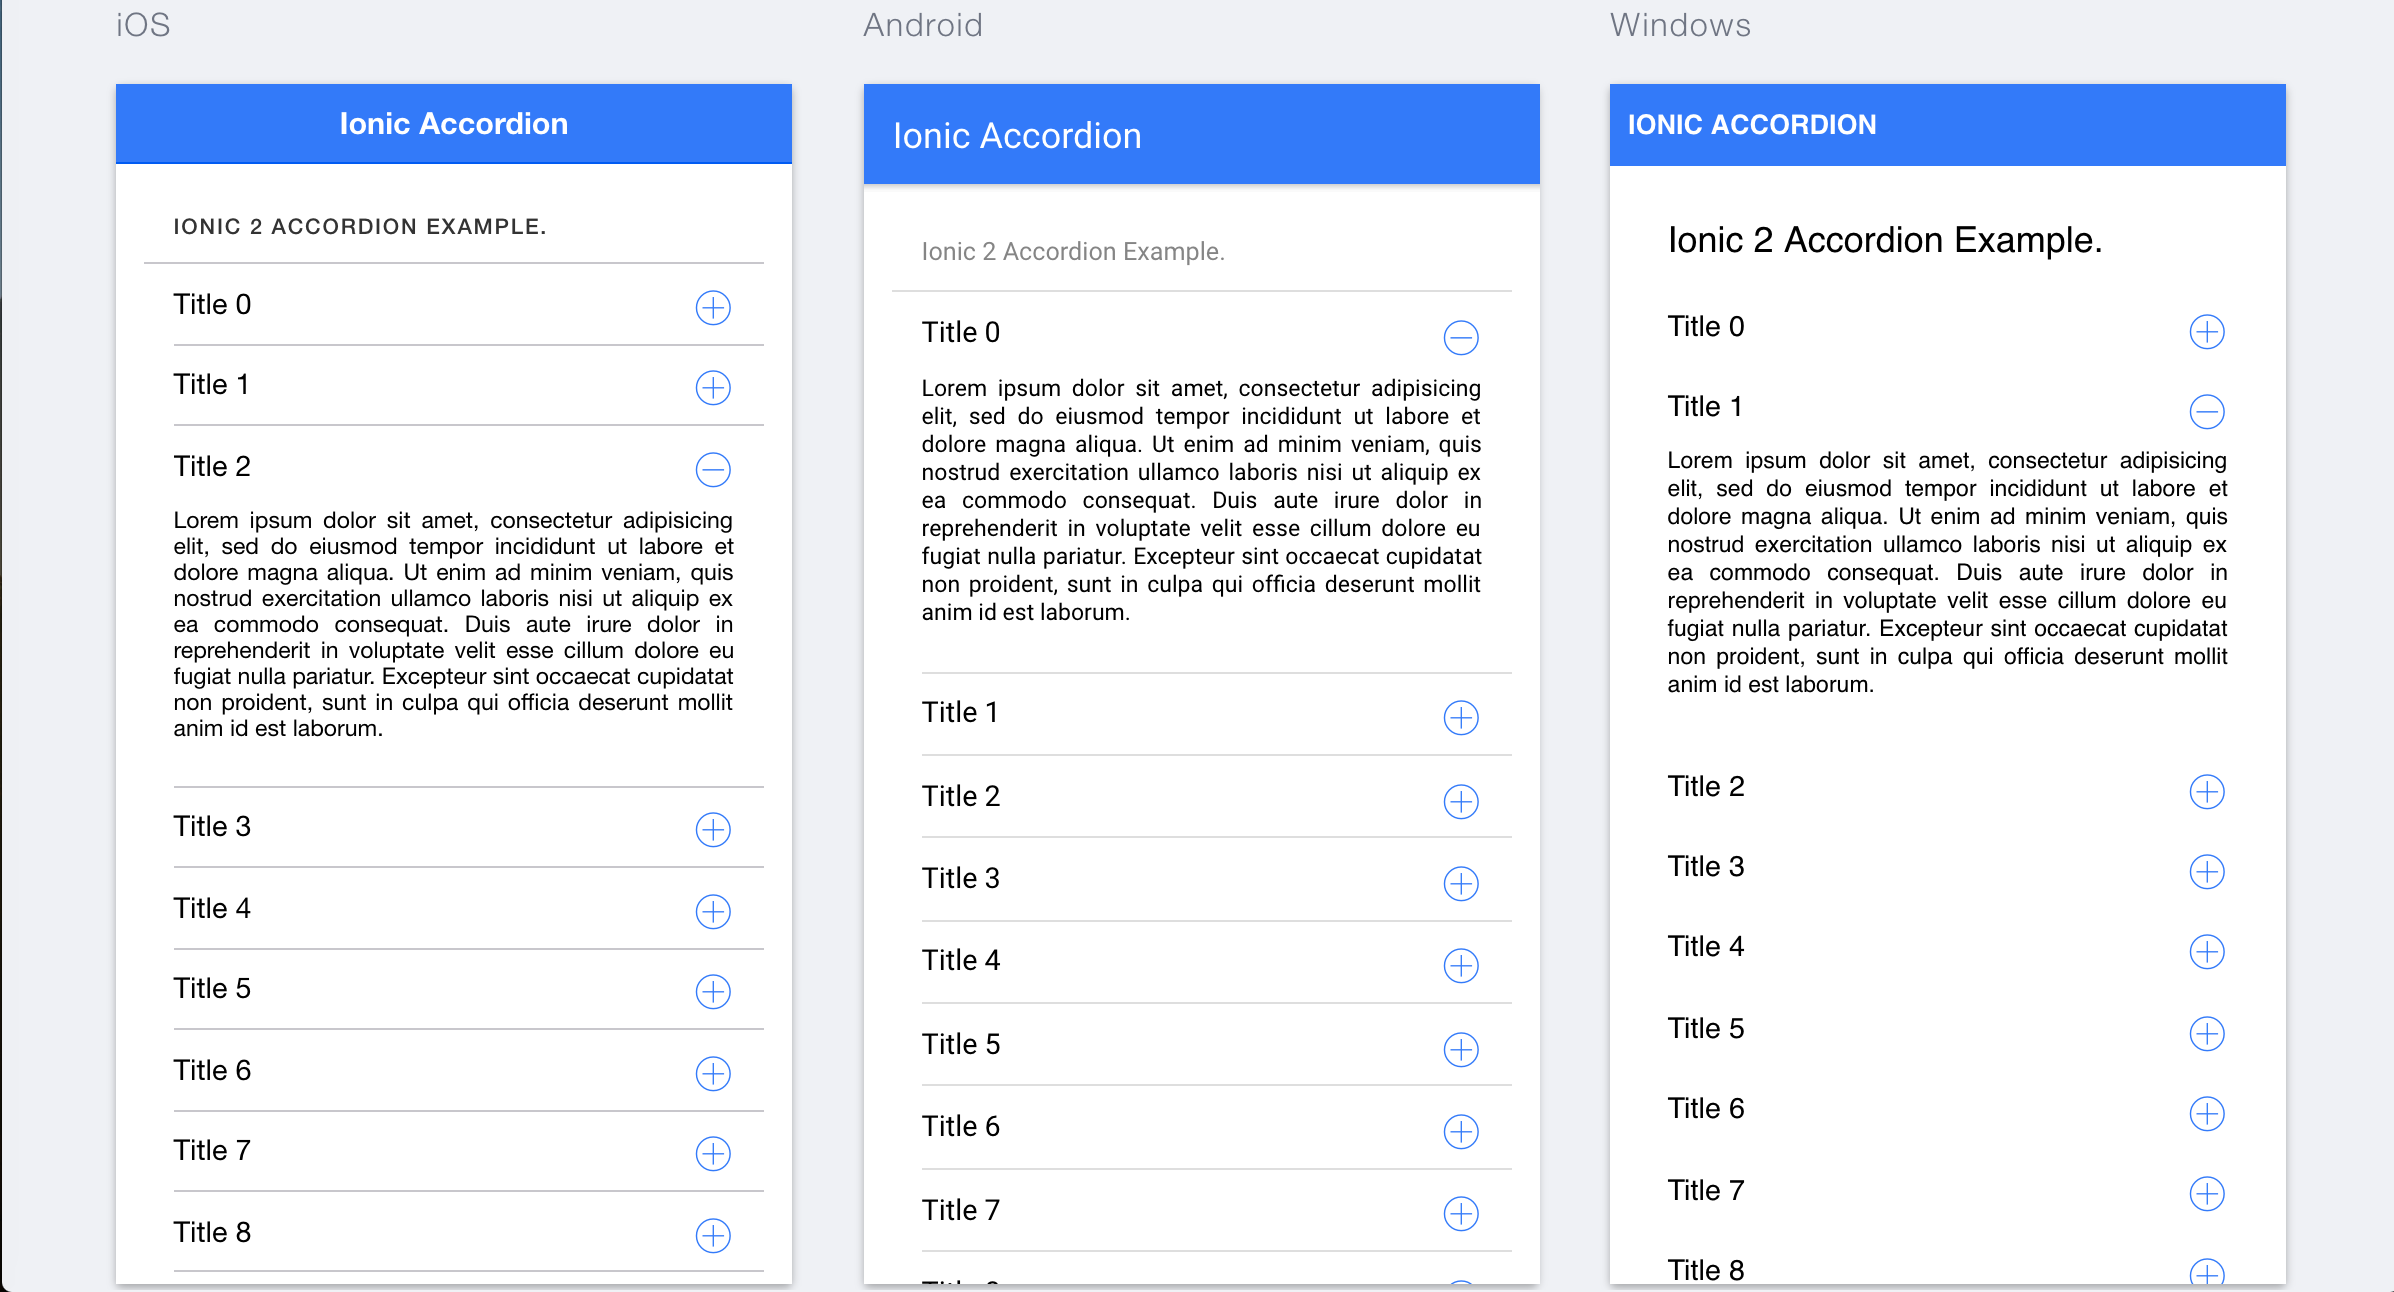 iOS
Ionic Accordion
IONIC 2 ACCORDION EXAMPLE.
Title 0
Title 1
Title 2
Lorem ipsum dolor sit amet, consectetur adipisicing
elit, sed do eiusmod tempor incididunt ut labore et
dolore magna aliqua. Ut enim ad minim veniam, quis
nostrud exercitation ullamco laboris nisi ut aliquip ex
ea commodo consequat. Duis aute irure dolor in
reprehenderit in voluptate velit esse cillum dolore eu
fugiat nulla pariatur. Excepteur sint occaecat cupidatat
non proident, sunt in culpa qui officia deserunt mollit
anim id est laborum.
Title 3
Title 4
Title 5
Title 6
Title 7
Title 8
Android
Ionic Accordion
Ionic 2 Accordion Example.
Title 0
Lorem ipsum dolor sit amet, consectetur adipisicing
elit, sed do eiusmod tempor incididunt ut labore et
dolore magna aliqua. Ut enim ad minim veniam, quis
nostrud exercitation ullamco laboris nisi ut aliquip ex
ea commodo consequat. Duis aute irure dolor in
reprehenderit in voluptate velit esse cillum dolore eu
fugiat nulla pariatur. Excepteur sint occaecat cupidatat
non proident, sunt in culpa qui officia deserunt mollit
anim id est laborum.
Title 1
Title 2
Title 3
Title 4
Title 5
Title 6
Title 7
Windows
IONIC ACCORDION
Ionic 2 Accordion Example.
Title 0
Title 1
Lorem ipsum dolor sit amet, consectetur adipisicing
elit, sed do eiusmod tempor incididunt ut labore et
dolore magna aliqua. Ut enim ad minim veniam, quis
nostrud exercitation ullamco laboris nisi ut aliquip ex
ea commodo consequat. Duis aute irure dolor in
reprehenderit in voluptate velit esse cillum dolore eu
fugiat nulla pariatur. Excepteur sint occaecat cupidatat
non proident, sunt in culpa qui officia deserunt mollit
anim id est laborum.
Title 2
Title 3
Title 4
Title 5
Title 6
Title 7
Title 8